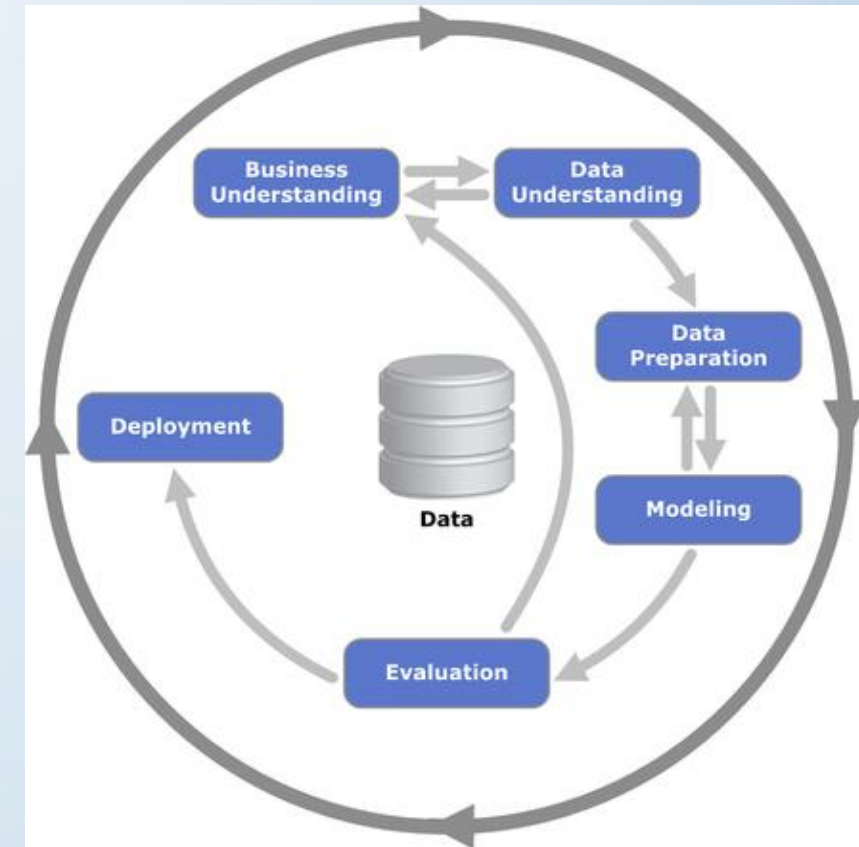 Business
Understanding
Data
Understanding
Data
Preparation
Modeling
Evaluation
Deployment
Data